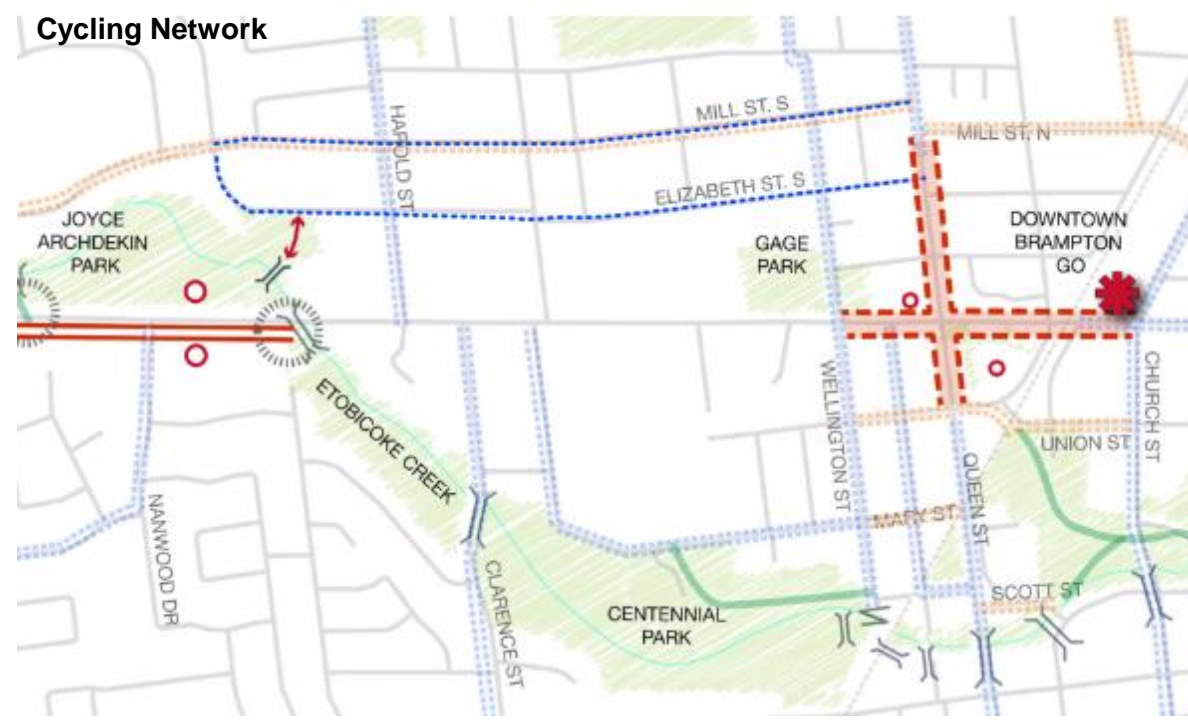 Cycling Network
HAROLD ST
MILL ST. S
MILL ST. N
ELIZABETH ST. S
JOYCE
ARCHDEKIN
PARK
GAGE
PARK
DOWNTOWN
BRAMPTON
GO
ETOBICOKE CREEK
WELLINGTON ST
CHURCH ST
UNION ST
QUEEN ST
NANWOOD DR
MARY ST
CLARENCE ST
CENTENNIAL
PARK
SCOTT ST